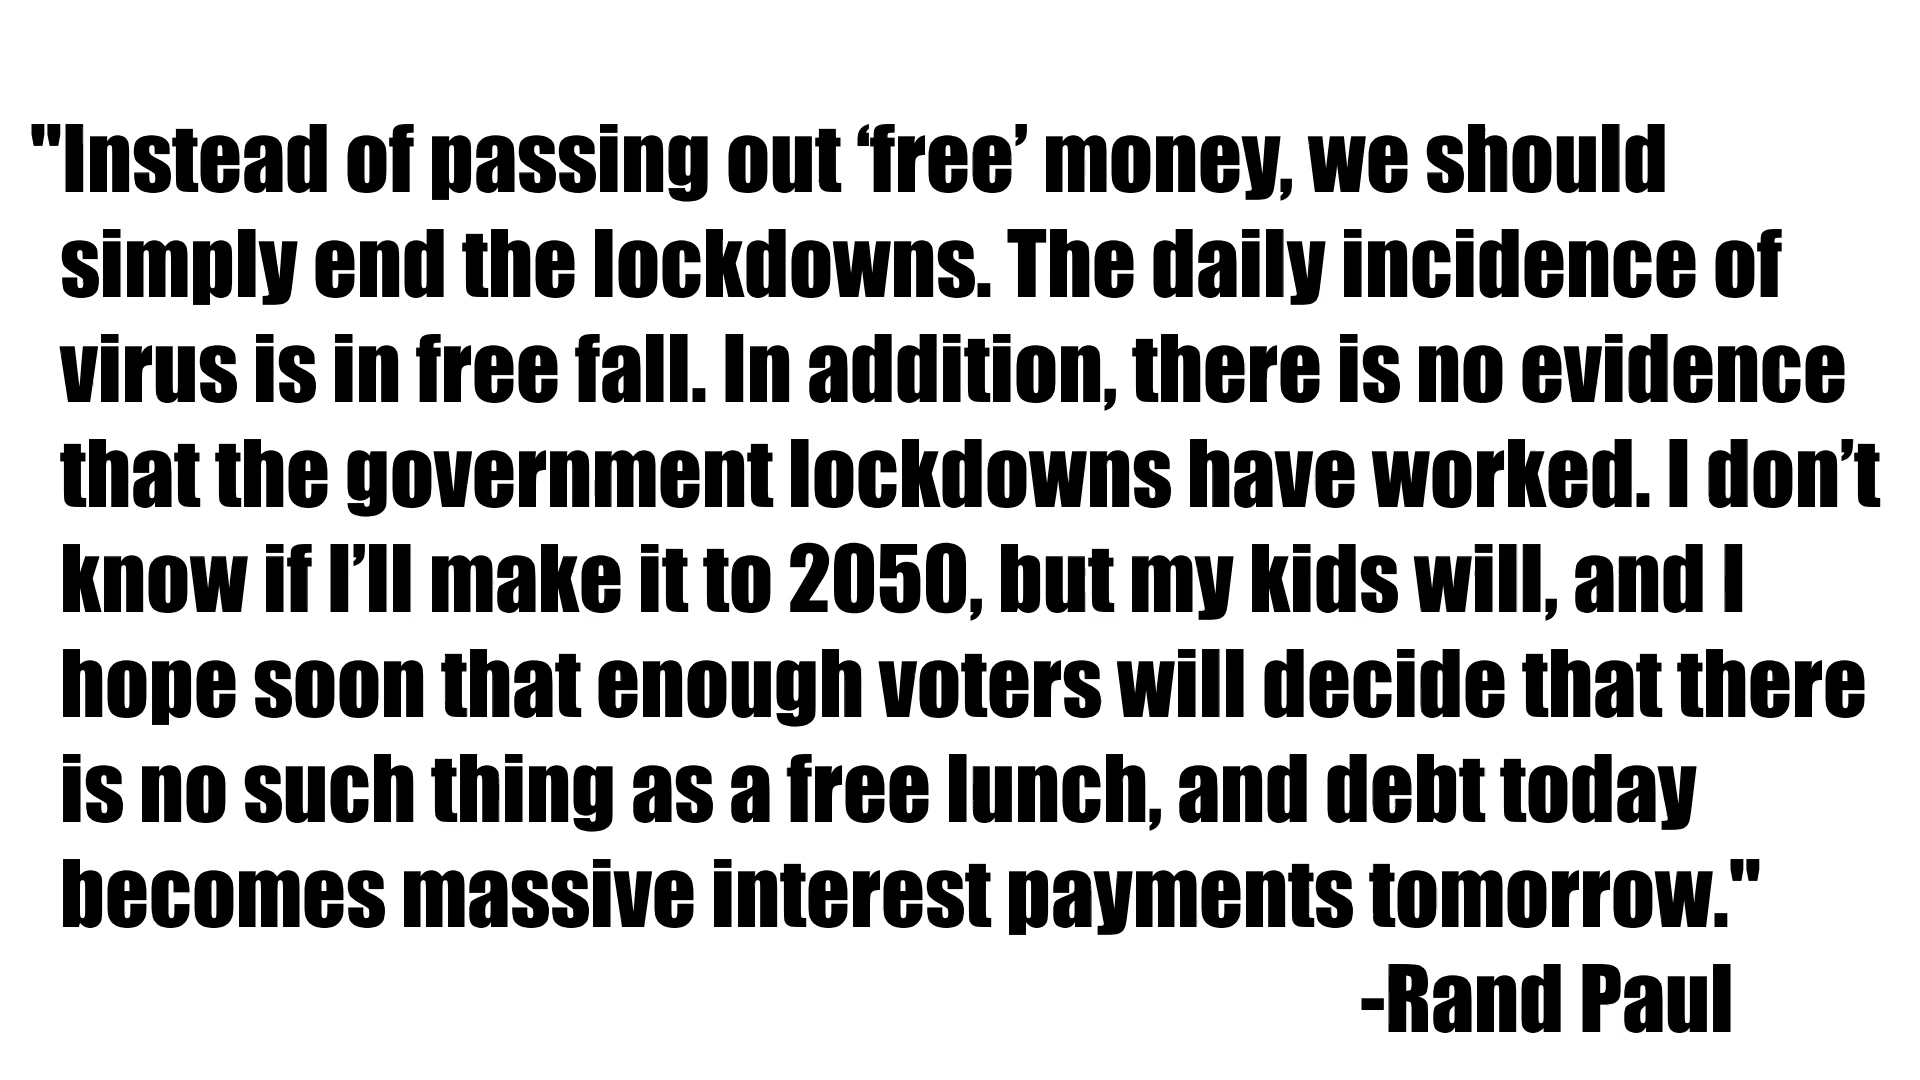 "Instead of passing out ‘free’ money, we should
simply end the lockdowns. The daily incidence of
virus is in free fall. In addition, there is no evidence
that the government lockdowns have worked. I don’t
know if I’ll make it to 2050, but my kids will, and I
hope soon that enough voters will decide that there
is no such thing as a free lunch, and debt today
becomes massive interest payments tomorrow."
-Rand Paul